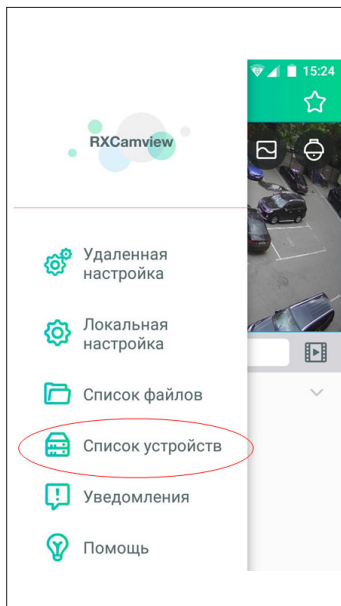 15:24
RXCamview
Удаленная
настройка
Локальная
настройка
Список файлов
Список устройств
Уведомления
Помощь